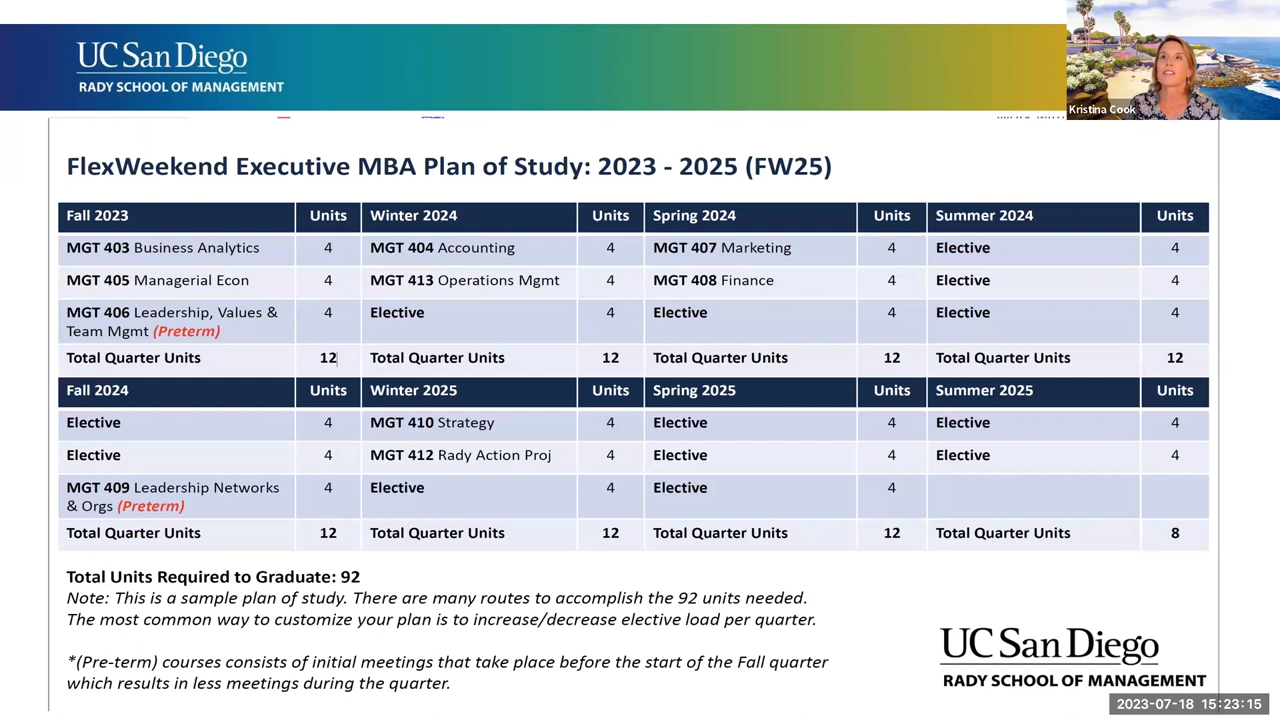 UC San Diego
RADY SCHOOL OF MANAGEMENT
Kristina Cook
FlexWeekend Executive MBA Plan of Study: 2023 - 2025 (FW25)
Fall 2023 Units Winter 2024 Units Spring 2024 Units Summer 2024 Units
MGT 403 Business Analytics 4 MGT 404 Accounting 4 MGT 407 Marketing 4 Elective 4
MGT 405 Managerial Econ 4 MGT 413 Operations Mgmt 4 MGT 408 Finance 4 Elective 4
MGT 406 Leadership, Values & 4 Elective 4 Elective 4 Elective 4
Team Mgmt (Preterm)
Total Quarter Units 12 Total Quarter Units 12 Total Quarter Units 12 Total Quarter Units 12
Fall 2024 Units Winter 2025 Units Spring 2025 Units Summer 2025 Units
Elective 4 MGT 410 Strategy 4 Elective 4 Elective 4
Elective 4 MGT 412 Rady Action Proj 4 Elective 4 Elective 4
MGT 409 Leadership Networks 4 Elective 4 Elective 4
& Orgs (Preterm)
Total Quarter Units 12 Total Quarter Units 12 Total Quarter Units 12 Total Quarter Units 8
Total Units Required to Graduate: 92
Note: This is a sample plan of study. There are many routes to accomplish the 92 units needed.
The most common way to customize your plan is to increase/decrease elective load per quarter.
*(Pre-term) courses consists of initial meetings that take place before the start of the Fall quarter
which results in less meetings during the quarter.
UC San Diego
RADY SCHOOL OF MANAGEMENT
2023-07-18 15:23:15